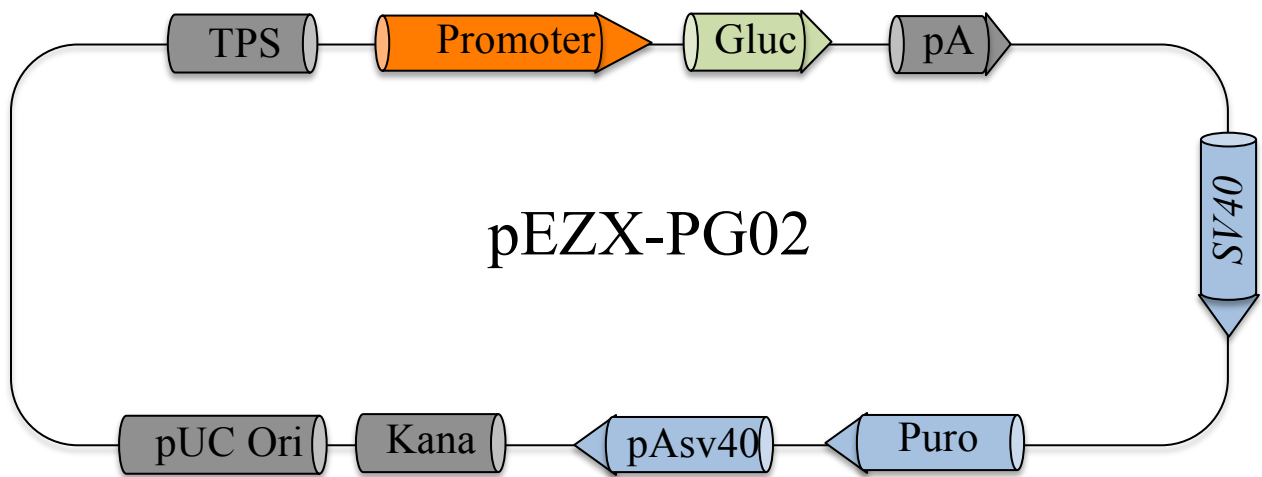 TPS
Promoter
Gluc
pA
SV40
pEZX-PG02
pUC Ori
Kana
pAsv40
Puro